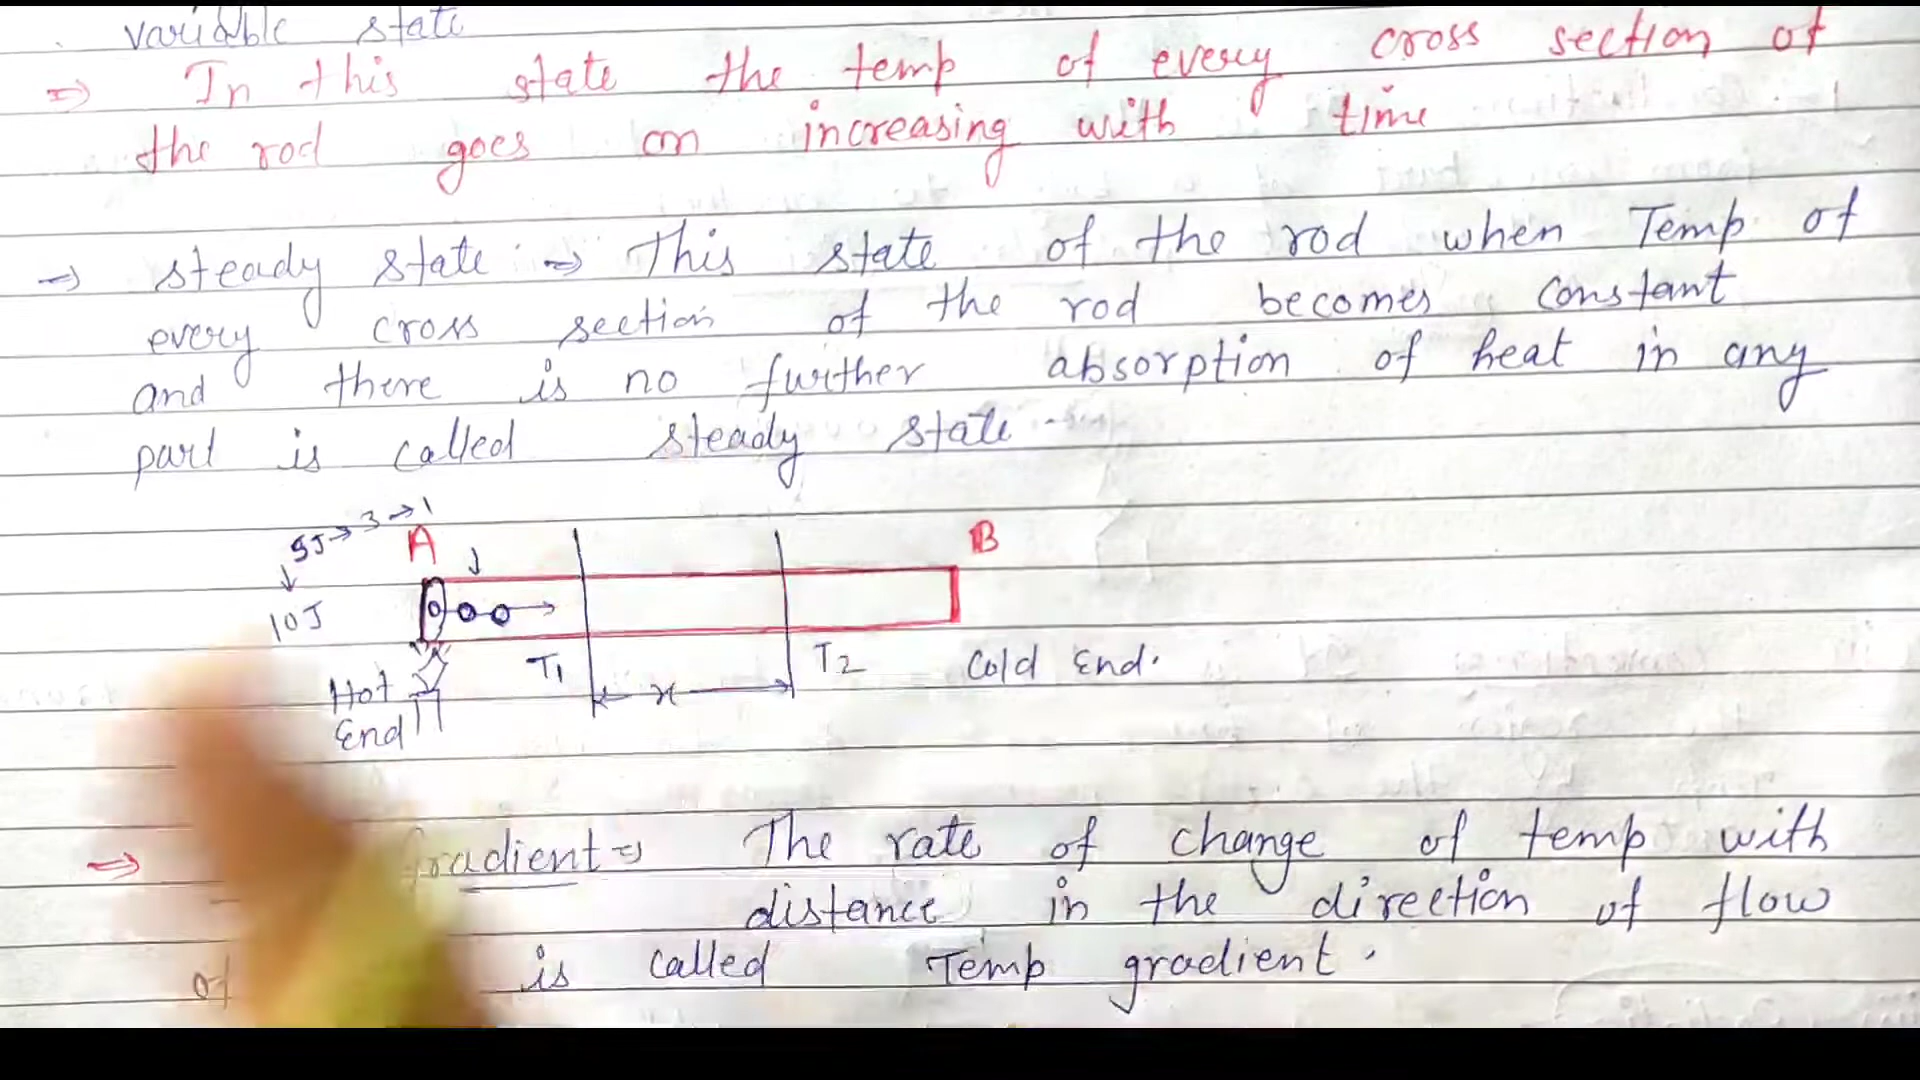 variable state
=> In this state the temp of every cross section of
the rod goes on increasing with time
→ steady state => This state of the rod when Temp of
every cross section of the rod becomes constant
and there is no further absorption of heat in any
part is called steady state
5J→3→1
A
B
10J
T1
T2
Cold End.
x
Hot
End
=> Gradient => The rate of change of temp with
distance in the direction of flow
of is called Temp gradient.